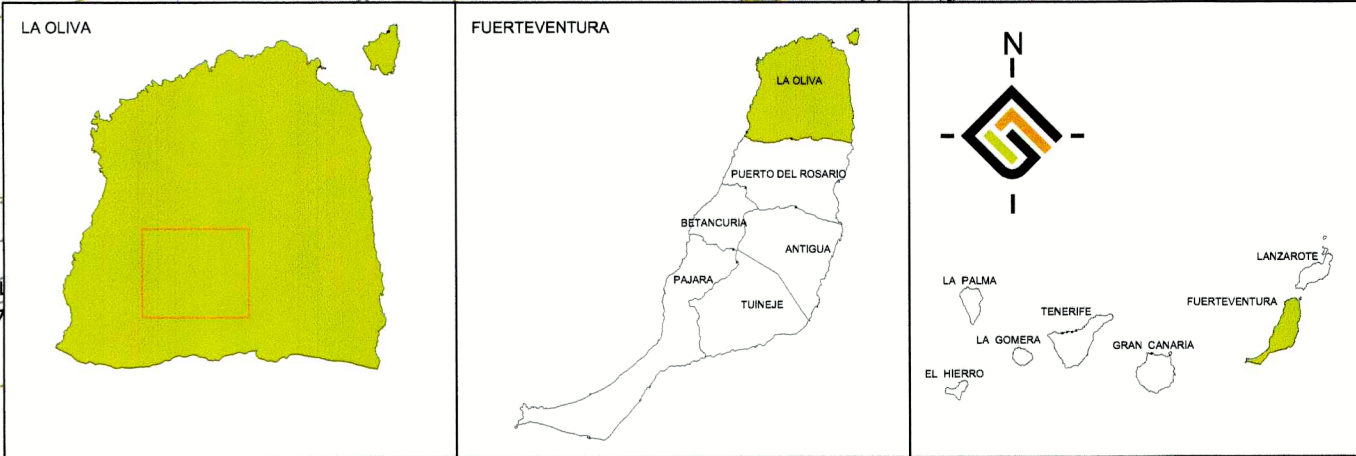 LA OLIVA
FUERTEVENTURA
LA OLIVA
PUERTO DEL ROSARIO
BETANCURIA
ANTIGUA
PAJARA
TUINEJE
N
LANZAROTE
LA PALMA
FUERTEVENTURA
TENERIFE
LA GOMERA
GRAN CANARIA
EL HIERRO